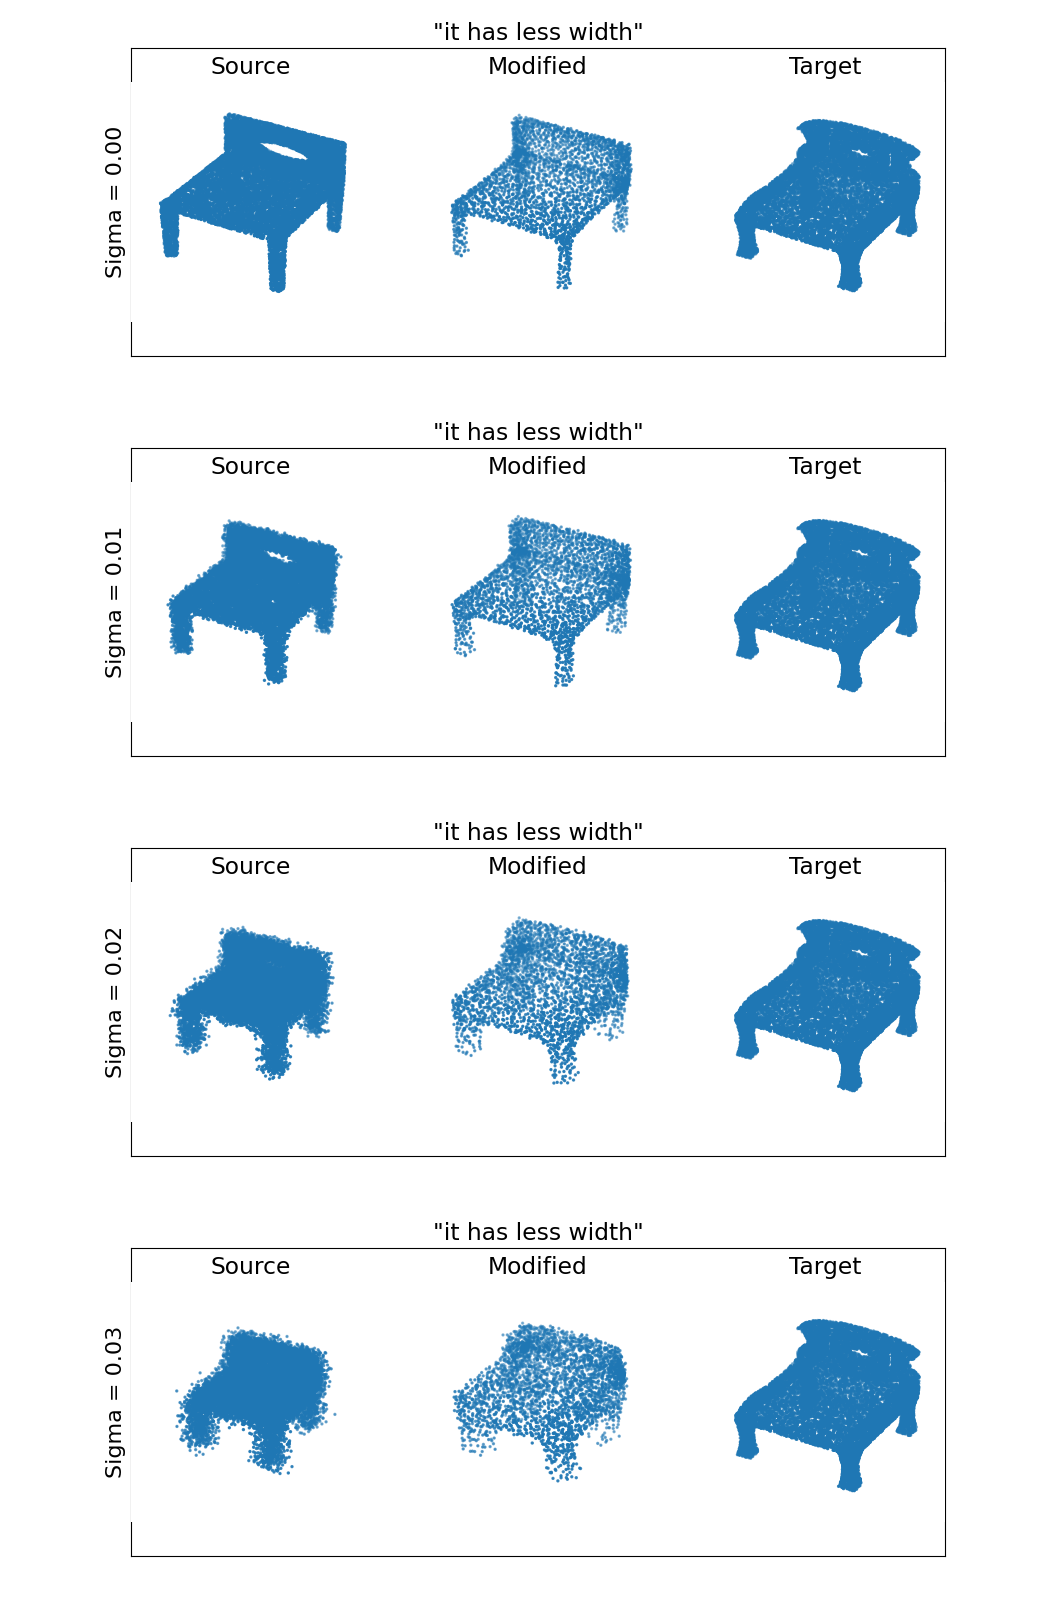 "it has less width"
Source Modified Target
Sigma = 0.00
"it has less width"
Source Modified Target
Sigma = 0.01
"it has less width"
Source Modified Target
Sigma = 0.02
"it has less width"
Source Modified Target
Sigma = 0.03